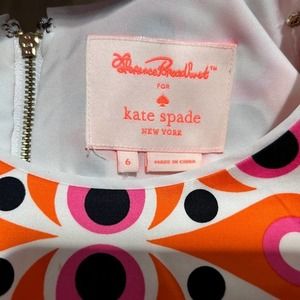 Florence Broadhurst™
FOR
kate spade
NEW YORK
6
MADE IN CHINA